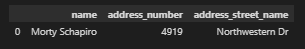 name address_number address_street_name
0 Morty Schapiro 4919 Northwestern Dr